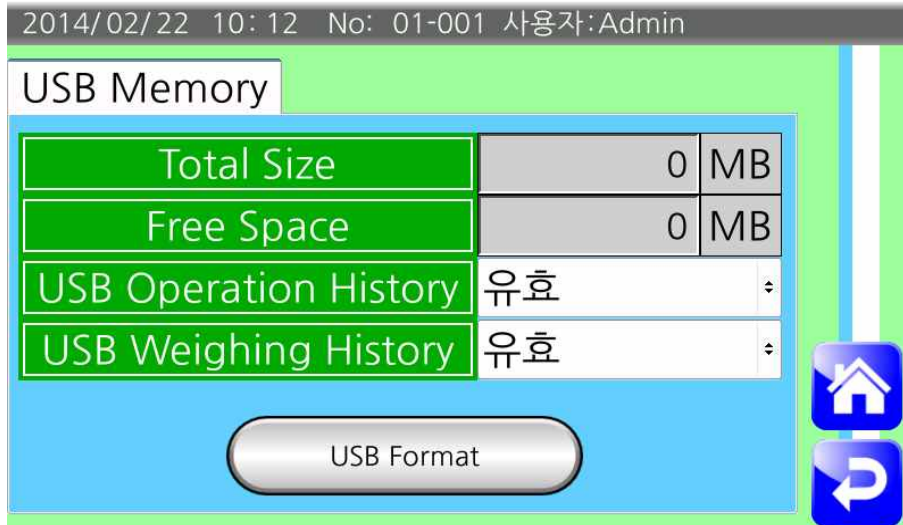 2014/02/22 10:12 No: 01-001 사용자:Admin
USB Memory
Total Size 0 MB
Free Space 0 MB
USB Operation History 유효
USB Weighing History 유효
USB Format